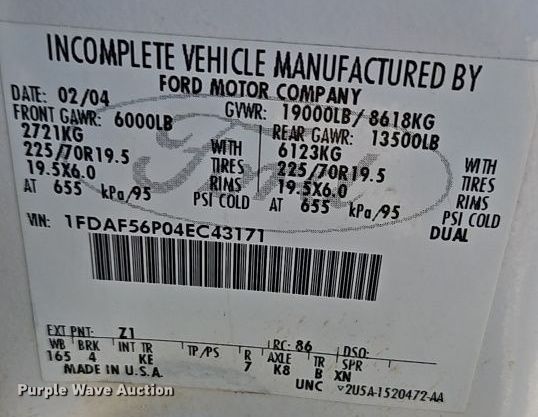 INCOMPLETE VEHICLE MANUFACTURED BY
FORD MOTOR COMPANY
DATE: 02/04 GVWR: 19000LB/ 8618KG
FRONT GAWR: 6000LB REAR GAWR: 13500LB
2721KG WITH 6123KG WITH
225/70R19.5 TIRES 225/70R19.5 TIRES
19.5X6.0 RIMS 19.5X6.0 RIMS
AT 655 kPa/95 PSI COLD AT 655 kPa/95 PSI COLD
DUAL
Ford
VIN: 1FDAF56P04EC43171
EXT PNT: Z1 RC: 86 DSO:
WB BRK INT TR TP/PS R AXLE TR SPR
165 4 KE 7 K8 B XN
MADE IN U.S.A. UNC 2U5A-1520472-AA
Purple Wave Auction